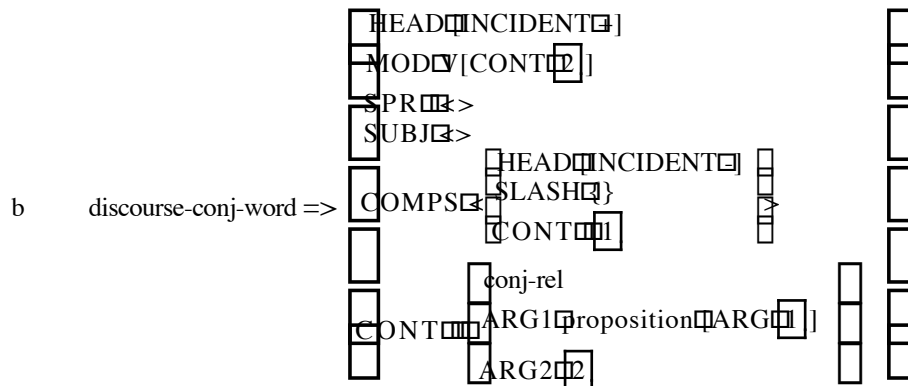 HEAD [INCIDENT +]
MOD V[CONT 2 ]
SPR <>
SUBJ <>
HEAD [INCIDENT -]
SLASH {}
b discourse-conj-word => COMPS < >
CONT 1
conj-rel
ARG1 proposition [ARG 1 ]
CONT
ARG2 2